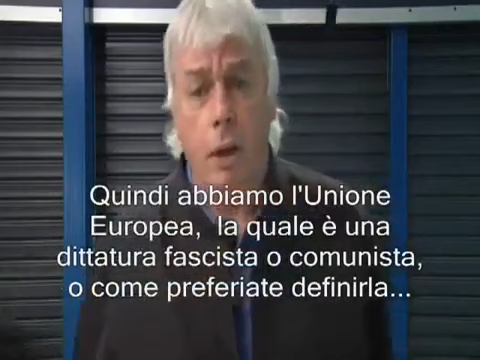 Quindi abbiamo l'Unione
Europea,  la quale è una
dittatura fascista o comunista,
o come preferiate definirla...